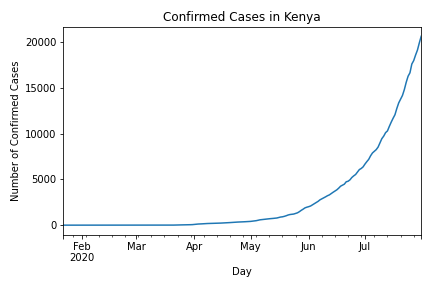 Confirmed Cases in Kenya
Number of Confirmed Cases
20000
15000
10000
5000
0
Feb Mar Apr May Jun Jul
2020
Day